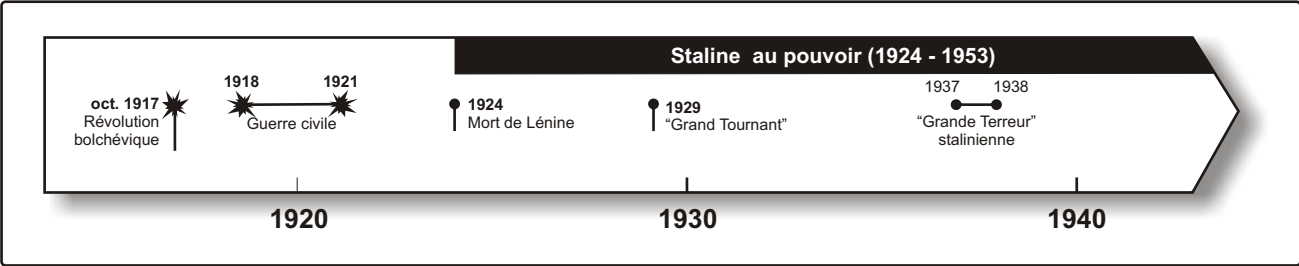 Staline au pouvoir (1924 - 1953)
oct. 1917
Révolution
bolchévique
1918
1921
Guerre civile
1924
Mort de Lénine
1929
“Grand Tournant”
1937
1938
“Grande Terreur”
stalinienne
1920
1930
1940